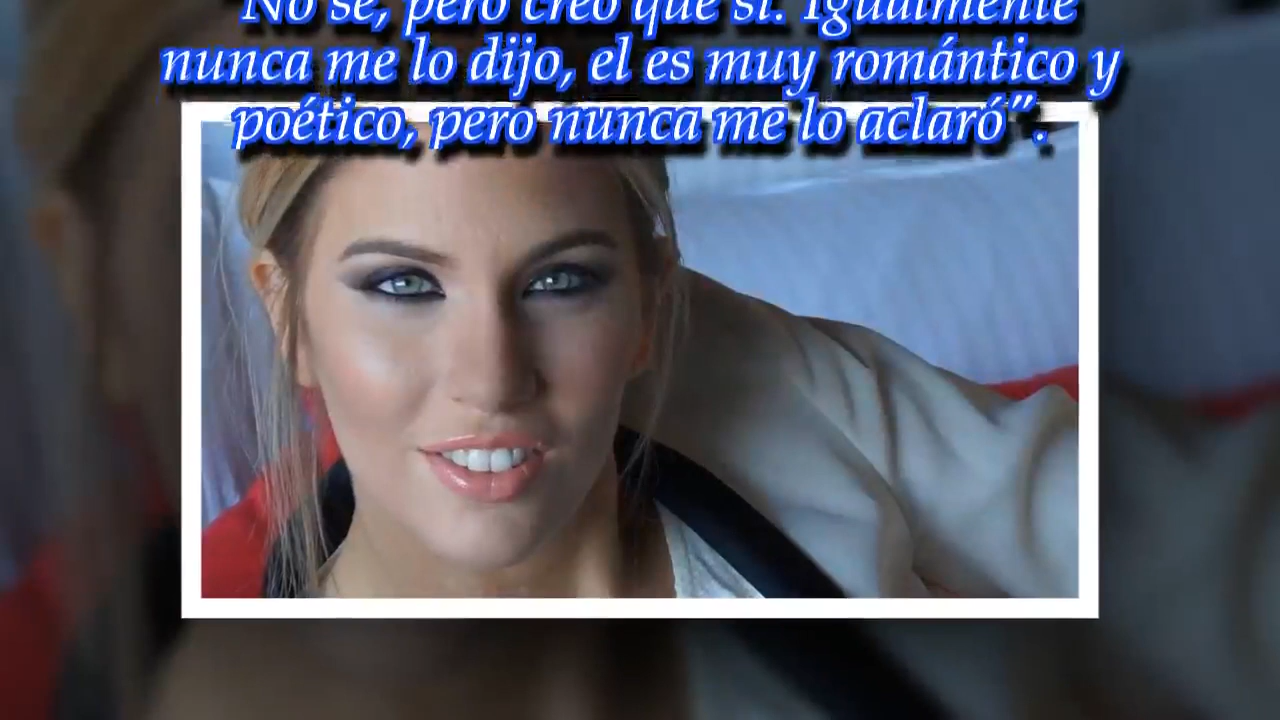 "No sé, pero creo que sí. Igualmente
nunca me lo dijo, el es muy romántico y
poético, pero nunca me lo aclaró”.